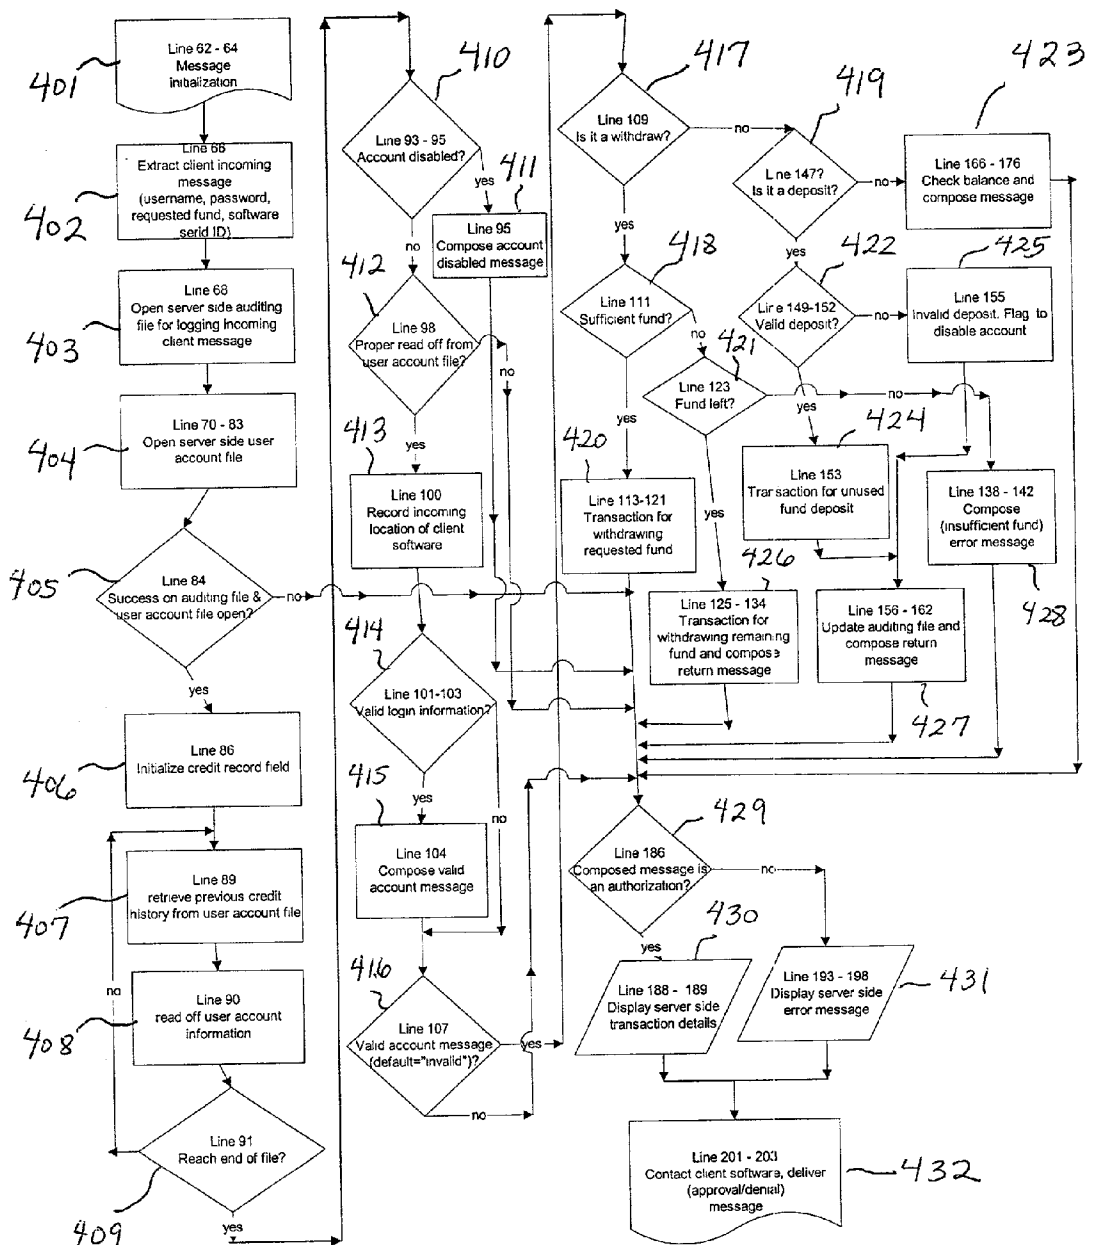 401
Line 62 - 64
Message
initialization
402
Line 66
Extract client incoming
message
(username, password,
requested fund, software
serid ID)
403
Line 68
Open server side auditing
file for logging incoming
client message
404
Line 70 - 83
Open server side user
account file
405
Line 84
Success on auditing file &
user account file open?
no
yes
406
Line 86
Initialize credit record field
407
Line 89
retrieve previous credit
history from user account file
no
408
Line 90
read off user account
information
409
Line 91
Reach end of file?
yes
410
Line 93 - 95
Account disabled?
yes
no
411
Line 95
Compose account
disabled message
412
Line 98
Proper read off from
user account file?
no
yes
413
Line 100
Record incoming
location of client
software
414
Line 101-103
Valid login information?
yes
no
415
Line 104
Compose valid
account message
416
Line 107
Valid account message
(default="invalid")?
yes
no
417
Line 109
Is it a withdraw?
no
yes
418
Line 111
Sufficient fund?
no
yes
419
Line 147?
Is it a deposit?
no
yes
420
Line 113-121
Transaction for
withdrawing
requested fund
421
Line 123
Fund left?
no
yes
422
Line 149-152
Valid deposit?
no
yes
423
Line 166 - 176
Check balance and
compose message
424
Line 153
Transaction for unused
fund deposit
425
Line 155
Invalid deposit. Flag to
disable account
426
Line 125 - 134
Transaction for
withdrawing remaining
fund and compose
return message
427
Line 156 - 162
Update auditing file and
compose return
message
428
Line 138 - 142
Compose
(insufficient fund)
error message
429
Line 186
Composed message is
an authorization?
no
yes
430
Line 188 - 189
Display server side
transaction details
431
Line 193 - 198
Display server side
error message
432
Line 201 - 203
Contact client software, deliver
(approval/denial)
message